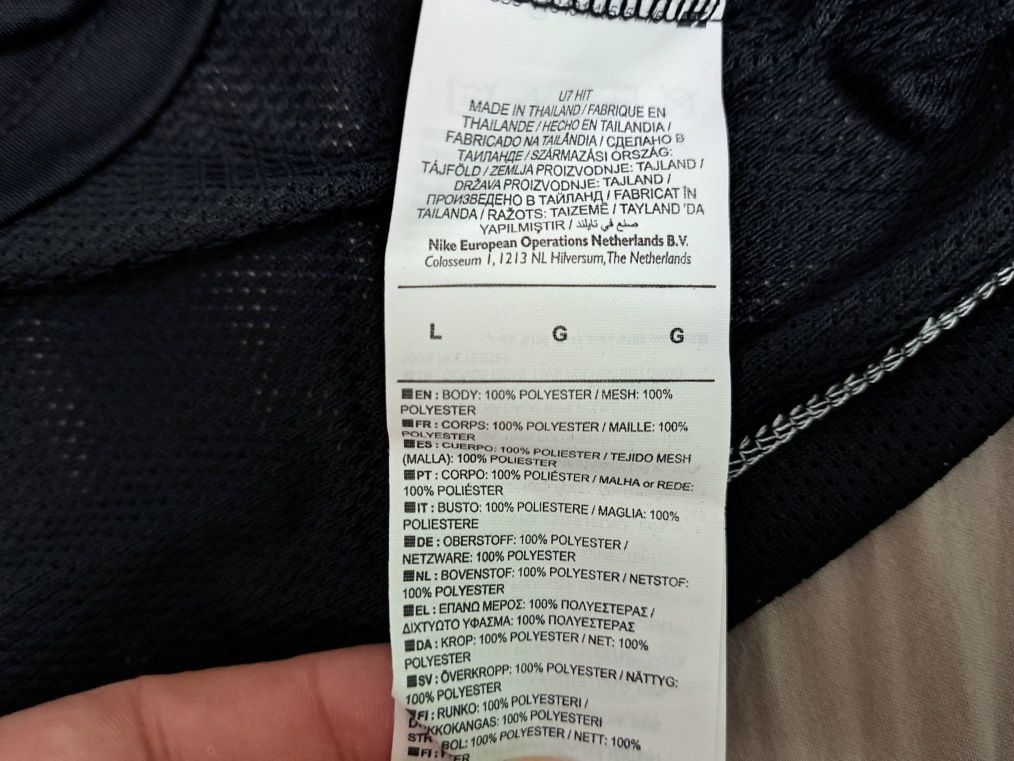 U7 HIT
MADE IN THAILAND / FABRIQUE EN
THAILANDE / HECHO EN TAILANDIA /
FABRICADO NA TAILÂNDIA / СДЕЛАНО В
ТАИЛАНДЕ / SZÁRMAZÁSI ORSZÁG:
TÁJFÖLD / ZEMLJA PROIZVODNJE: TAJLAND /
DRŽAVA PROIZVODNJE: TAJLAND /
ПРОИЗВЕДЕНО В ТАЙЛАНД / FABRICAT ÎN
TAILANDA / RAŽOTS: TAIZEMĒ / TAYLAND 'DA
YAPILMIŞTIR / صنع في تايلند
Nike European Operations Netherlands B.V.
Colosseum 1, 1213 NL Hilversum, The Netherlands
L G G
EN : BODY: 100% POLYESTER / MESH: 100%
POLYESTER
FR : CORPS: 100% POLYESTER / MAILLE: 100%
POLYESTER
ES : CUERPO: 100% POLIESTER / TEJIDO MESH
(MALLA): 100% POLIESTER
PT : CORPO: 100% POLIÉSTER / MALHA or REDE:
100% POLIÉSTER
IT : BUSTO: 100% POLIESTERE / MAGLIA: 100%
POLIESTERE
DE : OBERSTOFF: 100% POLYESTER /
NETZWARE: 100% POLYESTER
NL : BOVENSTOF: 100% POLYESTER / NETSTOF:
100% POLYESTER
EL : ΕΠΑΝΩ ΜΕΡΟΣ: 100% ΠΟΛΥΕΣΤΕΡΑΣ /
ΔΙΧΤΥΩΤΟ ΥΦΑΣΜΑ: 100% ΠΟΛΥΕΣΤΕΡΑΣ
DA : KROP: 100% POLYESTER / NET: 100%
POLYESTER
SV : ÖVERKROPP: 100% POLYESTER / NÄTTYG:
100% POLYESTER
FI : RUNKO: 100% POLYESTERI /
KKOKANGAS: 100% POLYESTERI
BOL: 100% POLYESTER / NETT: 100%
FI :